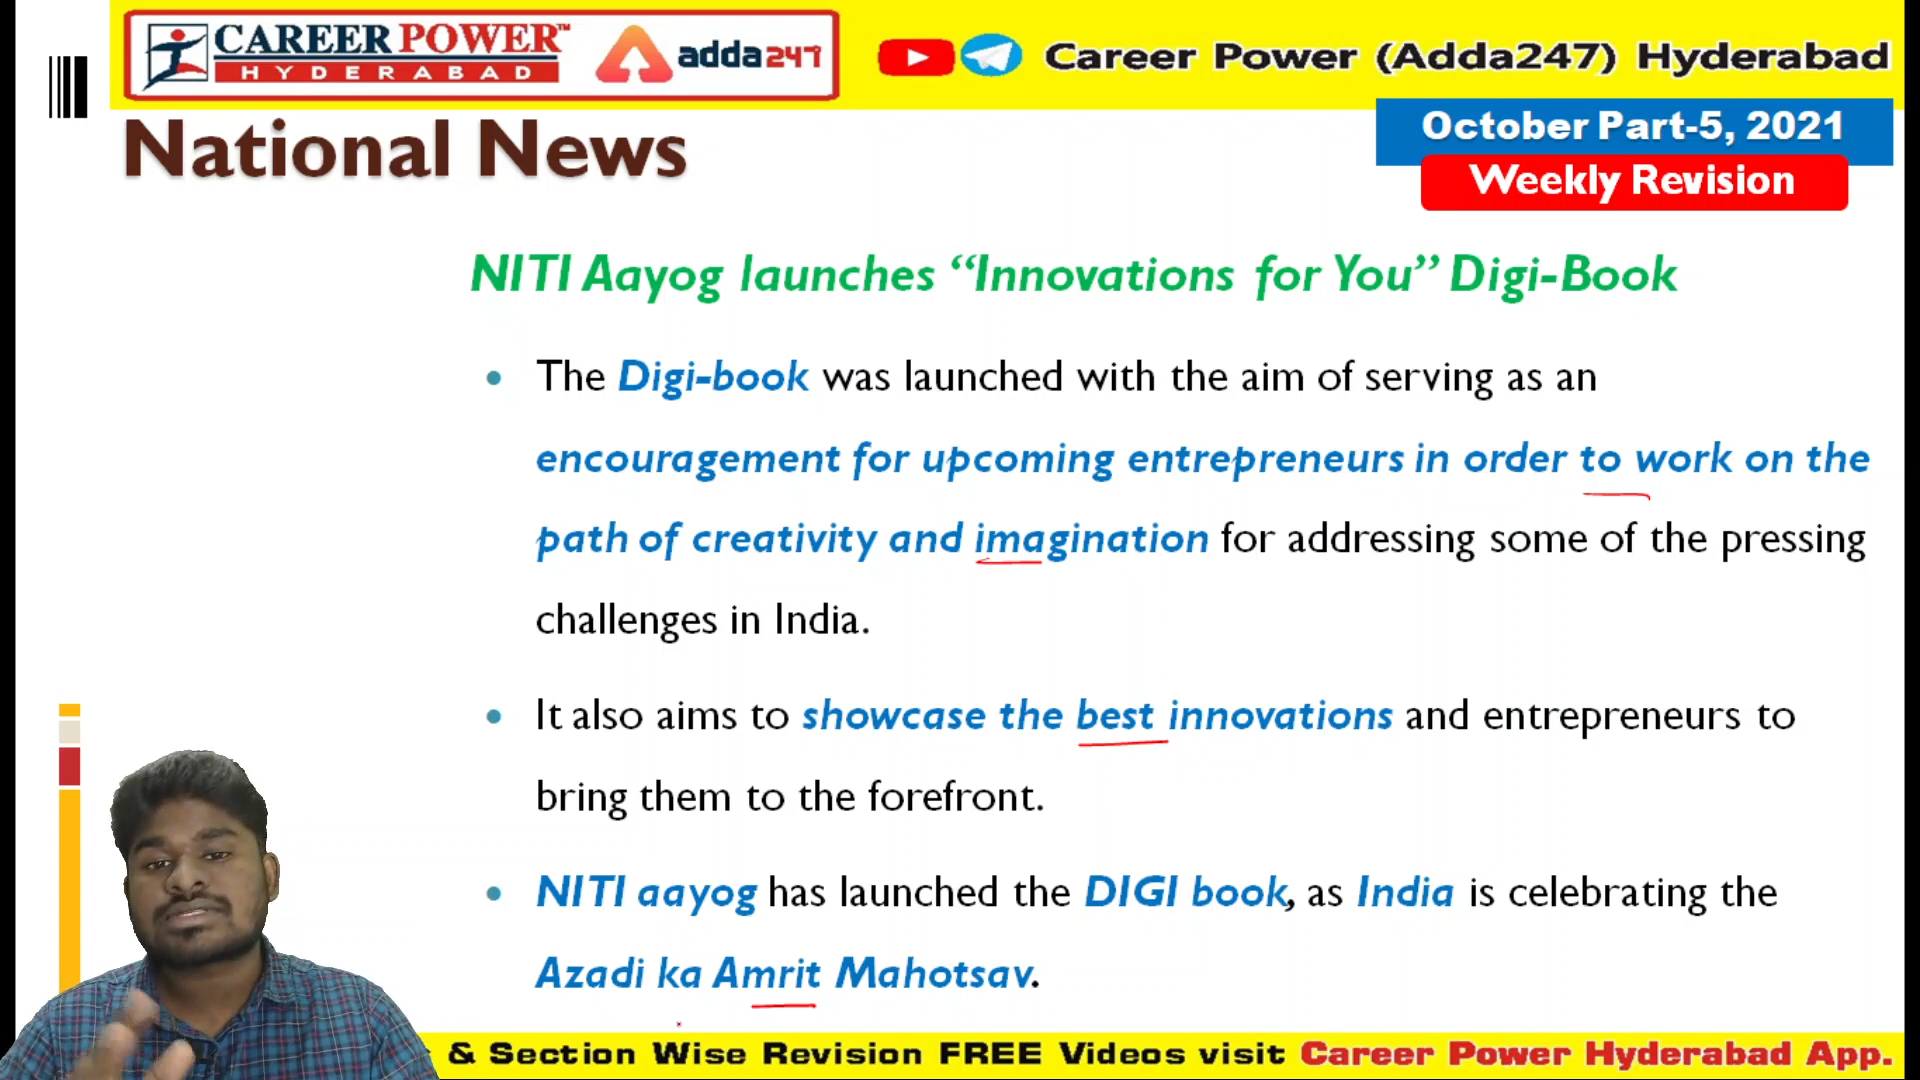 CAREER POWER™
HYDERABAD
adda247
Career Power (Adda247) Hyderabad
National News
October Part-5, 2021
Weekly Revision
NITI Aayog launches “Innovations for You” Digi-Book
• The Digi-book was launched with the aim of serving as an
encouragement for upcoming entrepreneurs in order to work on the
path of creativity and imagination for addressing some of the pressing
challenges in India.
• It also aims to showcase the best innovations and entrepreneurs to
bring them to the forefront.
• NITI aayog has launched the DIGI book, as India is celebrating the
Azadi ka Amrit Mahotsav.
& Section Wise Revision FREE Videos visit Career Power Hyderabad App.